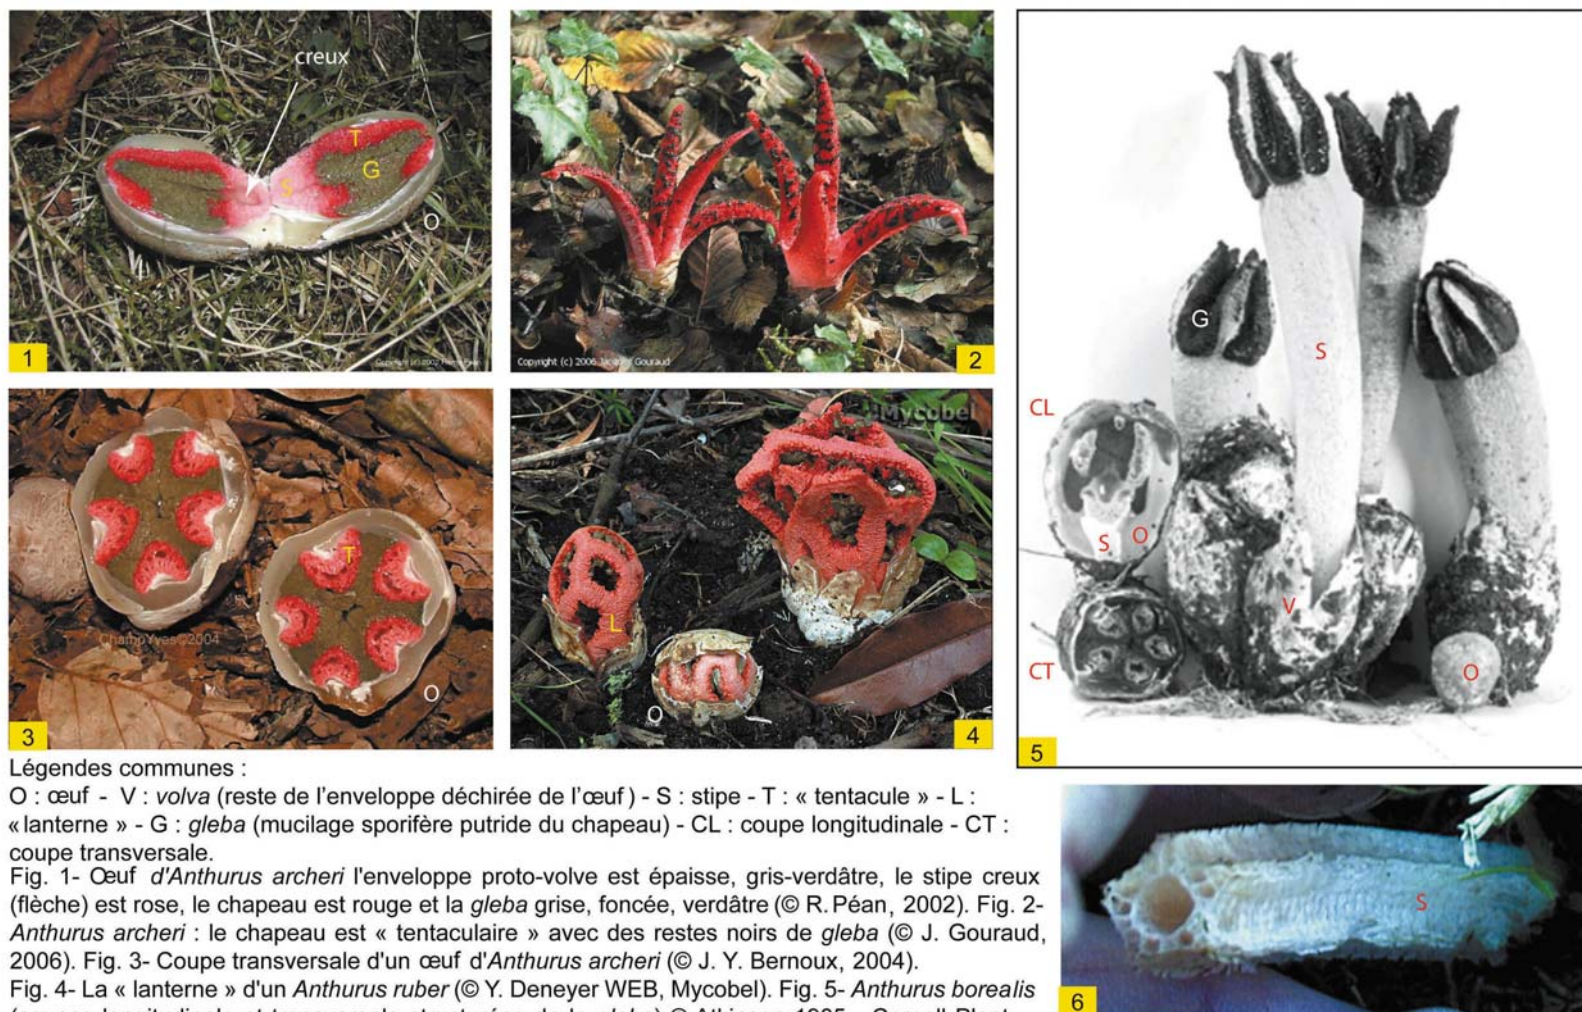 creux
T
G
S
O
Copyright (c) 2002
1
Copyright (c) 2006 Jacques Gouraud
2
T
ChampYves©2004
O
3
Mycobel
L
O
4
G
S
CL
S
O
V
CT
O
5
Légendes communes :
O : œuf - V : volva (reste de l'enveloppe déchirée de l'œuf) - S : stipe - T : « tentacule » - L :
«lanterne » - G : gleba (mucilage sporifère putride du chapeau) - CL : coupe longitudinale - CT :
coupe transversale.
Fig. 1- Œuf d'Anthurus archeri l'enveloppe proto-volve est épaisse, gris-verdâtre, le stipe creux
(flèche) est rose, le chapeau est rouge et la gleba grise, foncée, verdâtre (© R. Péan, 2002). Fig. 2-
Anthurus archeri : le chapeau est « tentaculaire » avec des restes noirs de gleba (© J. Gouraud,
2006). Fig. 3- Coupe transversale d'un œuf d'Anthurus archeri (© J. Y. Bernoux, 2004).
Fig. 4- La « lanterne » d'un Anthurus ruber (© Y. Deneyer WEB, Mycobel). Fig. 5- Anthurus borealis
S
6